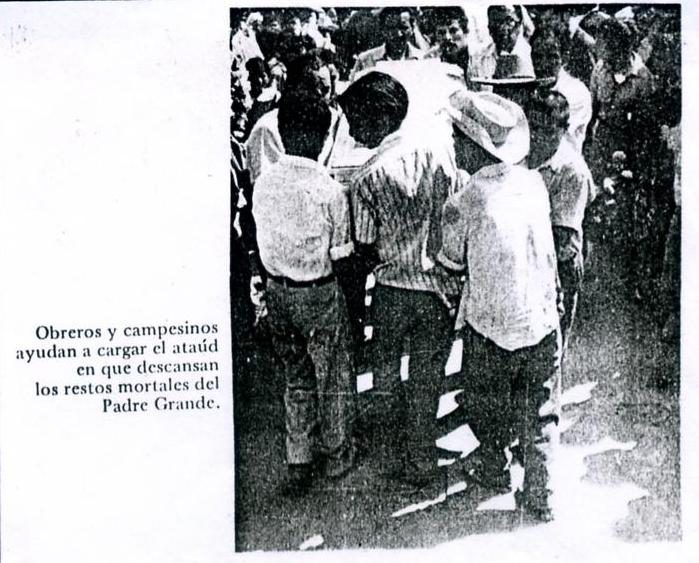 Obreros y campesinos
ayudan a cargar el ataúd
en que descansan
los restos mortales del
Padre Grande.